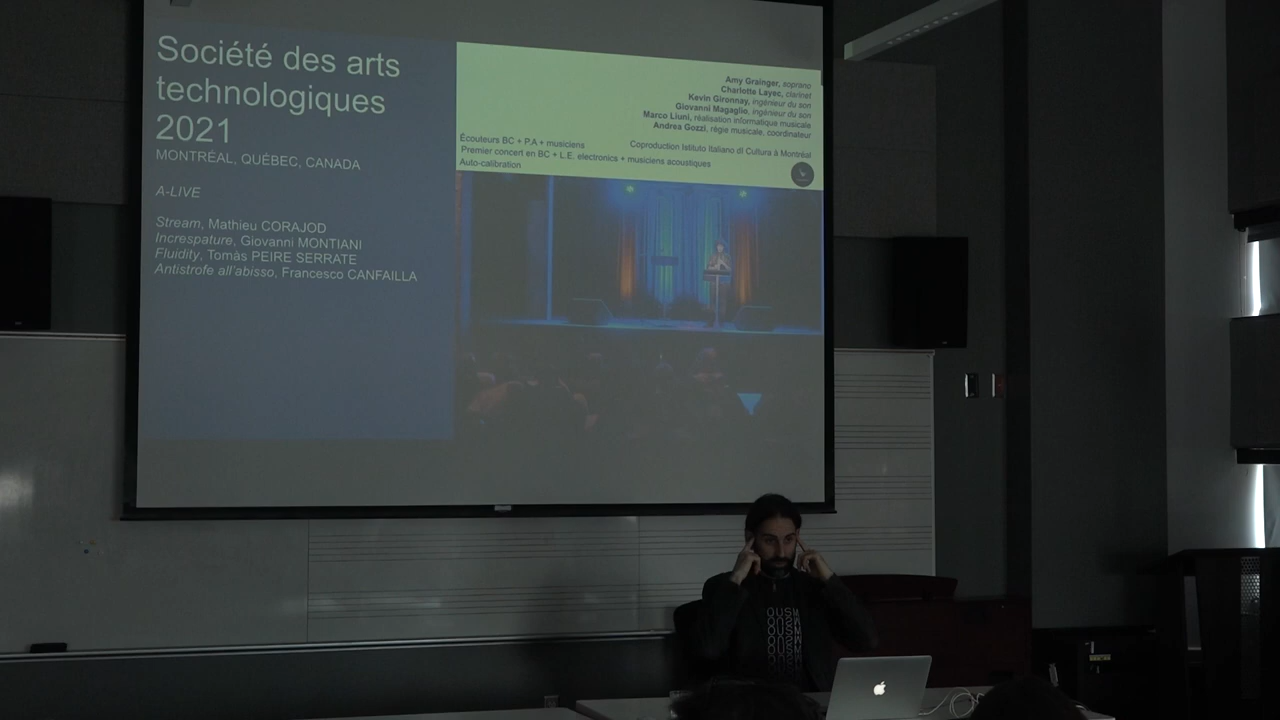 Société des arts
technologiques
2021
MONTRÉAL, QUÉBEC, CANADA
A-LIVE
Stream, Mathieu CORAJOD
Increspature, Giovanni MONTIANI
Fluidity, Tomàs PEIRE SERRATE
Antistrofe all'abisso, Francesco CANFAILLA
Amy Grainger, soprano
Charlotte Layec, clarinet
Kevin Gironnay, ingénieur du son
Giovanni Magaglio, ingénieur du son
Marco Liuni, réalisation informatique musicale
Andrea Gozzi, régie musicale, coordinateur
Écouteurs BC + P.A + musiciens
Coproduction Istituto Italiano di Cultura à Montréal
Premier concert en BC + L.E. electronics + musiciens acoustiques
Auto-calibration